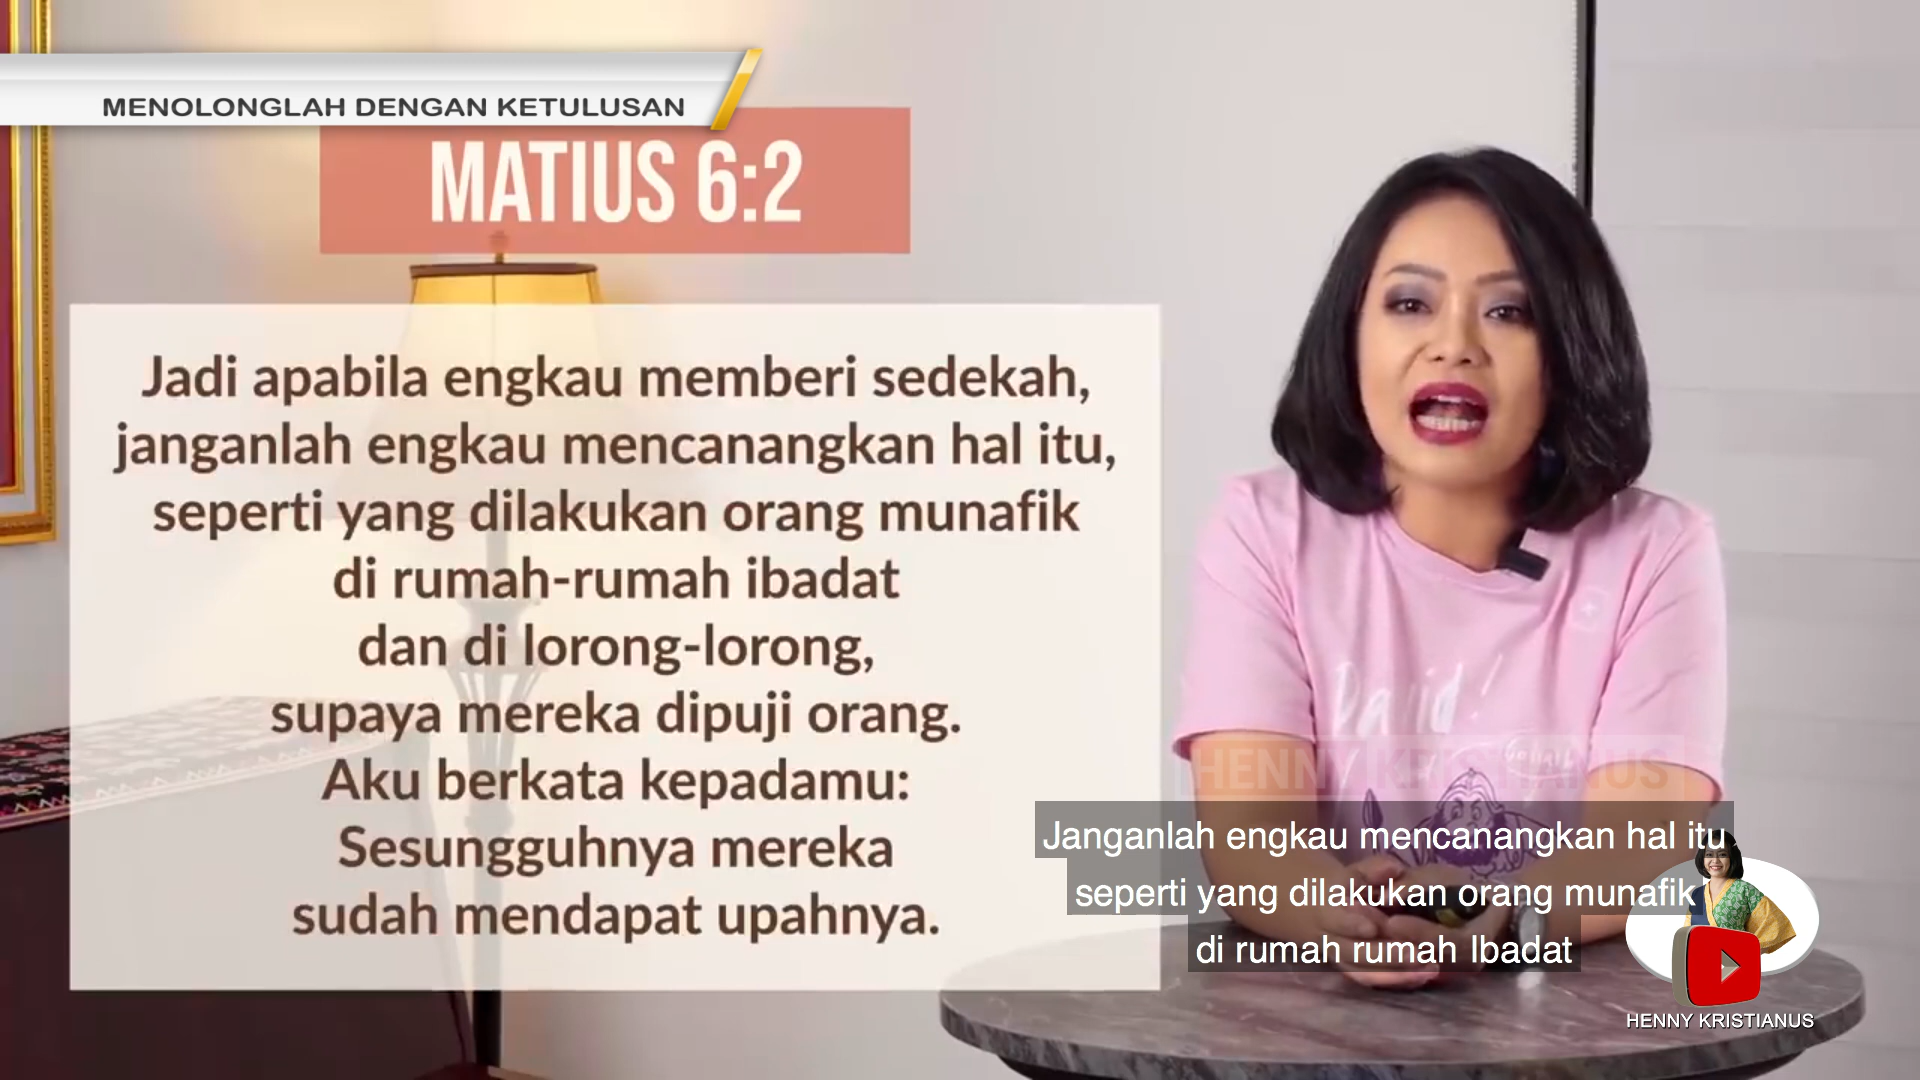 MENOLONGLAH DENGAN KETULUSAN
MATIUS 6:2
Jadi apabila engkau memberi sedekah,
janganlah engkau mencanangkan hal itu,
seperti yang dilakukan orang munafik
di rumah-rumah ibadat
dan di lorong-lorong,
supaya mereka dipuji orang.
Aku berkata kepadamu:
Sesungguhnya mereka
sudah mendapat upahnya.
HENNY KRISTIANUS
Janganlah engkau mencanangkan hal itu
seperti yang dilakukan orang munafik
di rumah rumah Ibadat
HENNY KRISTIANUS